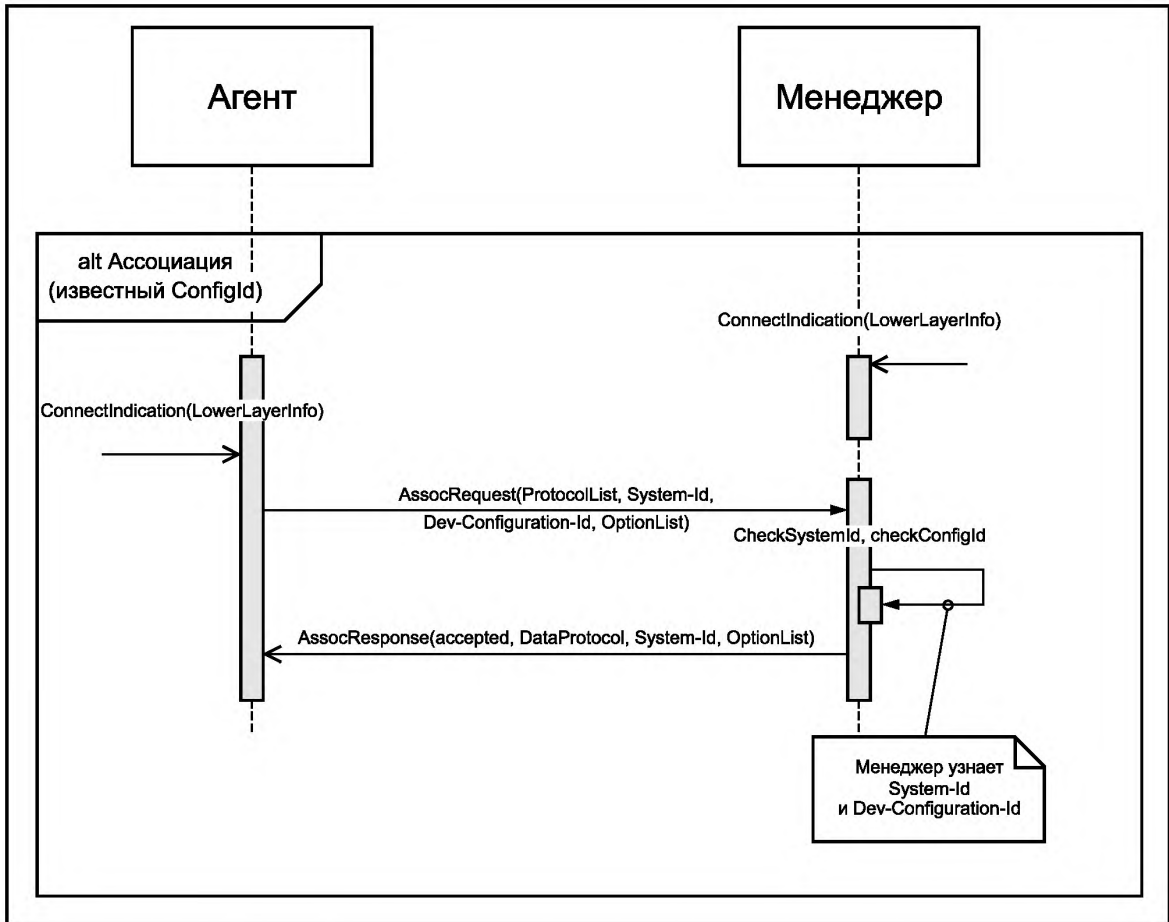 Агент
Менеджер
alt Ассоциация
(известный ConfigId)
ConnectIndication(LowerLayerInfo)
ConnectIndication(LowerLayerInfo)
AssocRequest(ProtocolList, System-Id,
Dev-Configuration-Id, OptionList)
CheckSystemId, checkConfigId
AssocResponse(accepted, DataProtocol, System-Id, OptionList)
Менеджер узнает
System-Id
и Dev-Configuration-Id